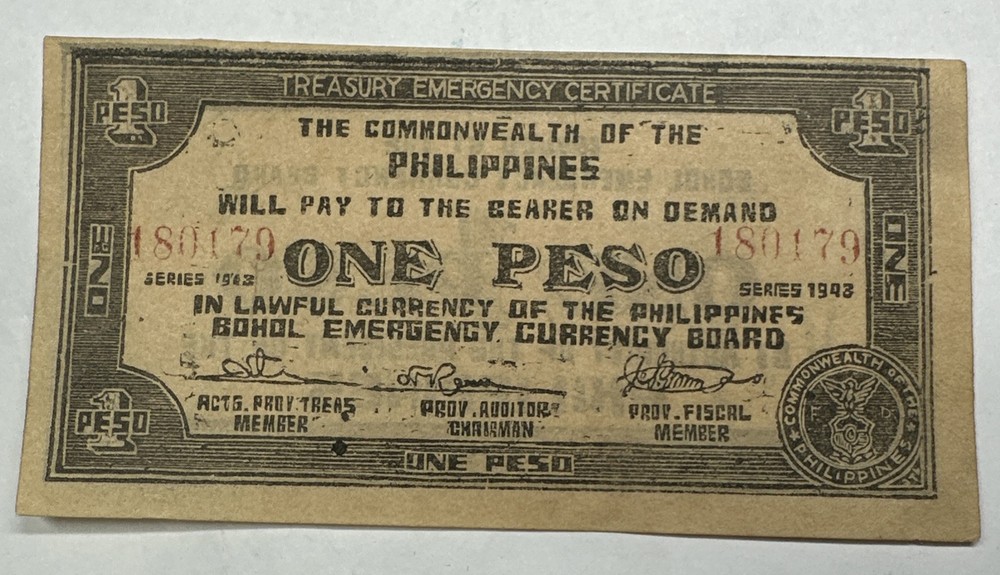 TREASURY EMERGENCY CERTIFICATE
1 PESO
1 PESO
THE COMMONWEALTH OF THE
PHILIPPINES
WILL PAY TO THE BEARER ON DEMAND
ONE
180179
ONE PESO
180179
ONE
SERIES 1943
SERIES 1943
IN LAWFUL CURRENCY OF THE PHILIPPINES
BOHOL EMERGENCY CURRENCY BOARD
ACTG. PROV. TREAS
MEMBER
PROV. AUDITOR
CHAIRMAN
PROV. FISCAL
MEMBER
1 PESO
ONE PESO
COMMONWEALTH OF THE
PHILIPPINES